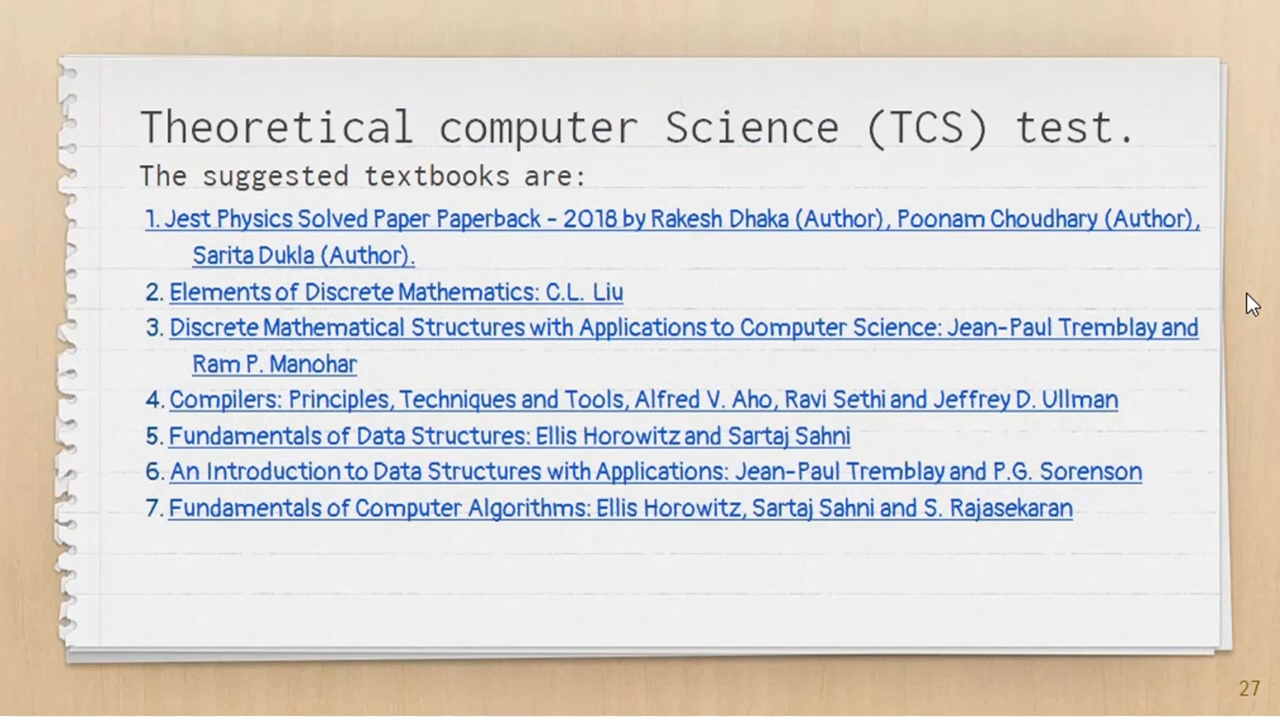 Theoretical computer Science (TCS) test.
The suggested textbooks are:
1. Jest Physics Solved Paper Paperback – 2018 by Rakesh Dhaka (Author), Poonam Choudhary (Author),
Sarita Dukla (Author).
2. Elements of Discrete Mathematics: C.L. Liu
3. Discrete Mathematical Structures with Applications to Computer Science: Jean-Paul Tremblay and
Ram P. Manohar
4. Compilers: Principles, Techniques and Tools, Alfred V. Aho, Ravi Sethi and Jeffrey D. Ullman
5. Fundamentals of Data Structures: Ellis Horowitz and Sartaj Sahni
6. An Introduction to Data Structures with Applications: Jean-Paul Tremblay and P.G. Sorenson
7. Fundamentals of Computer Algorithms: Ellis Horowitz, Sartaj Sahni and S. Rajasekaran
27